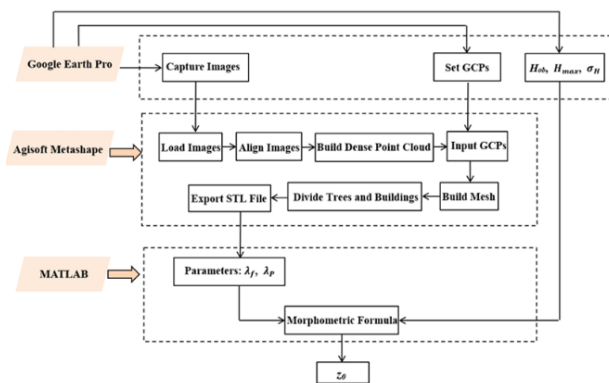 Google Earth Pro
Capture Images
Set GCPs
H_ob, H_max, σ_H
Agisoft Metashape
Load Images
Align Images
Build Dense Point Cloud
Input GCPs
Export STL File
Divide Trees and Buildings
Build Mesh
MATLAB
Parameters: λ_f, λ_P
Morphometric Formula
z_0